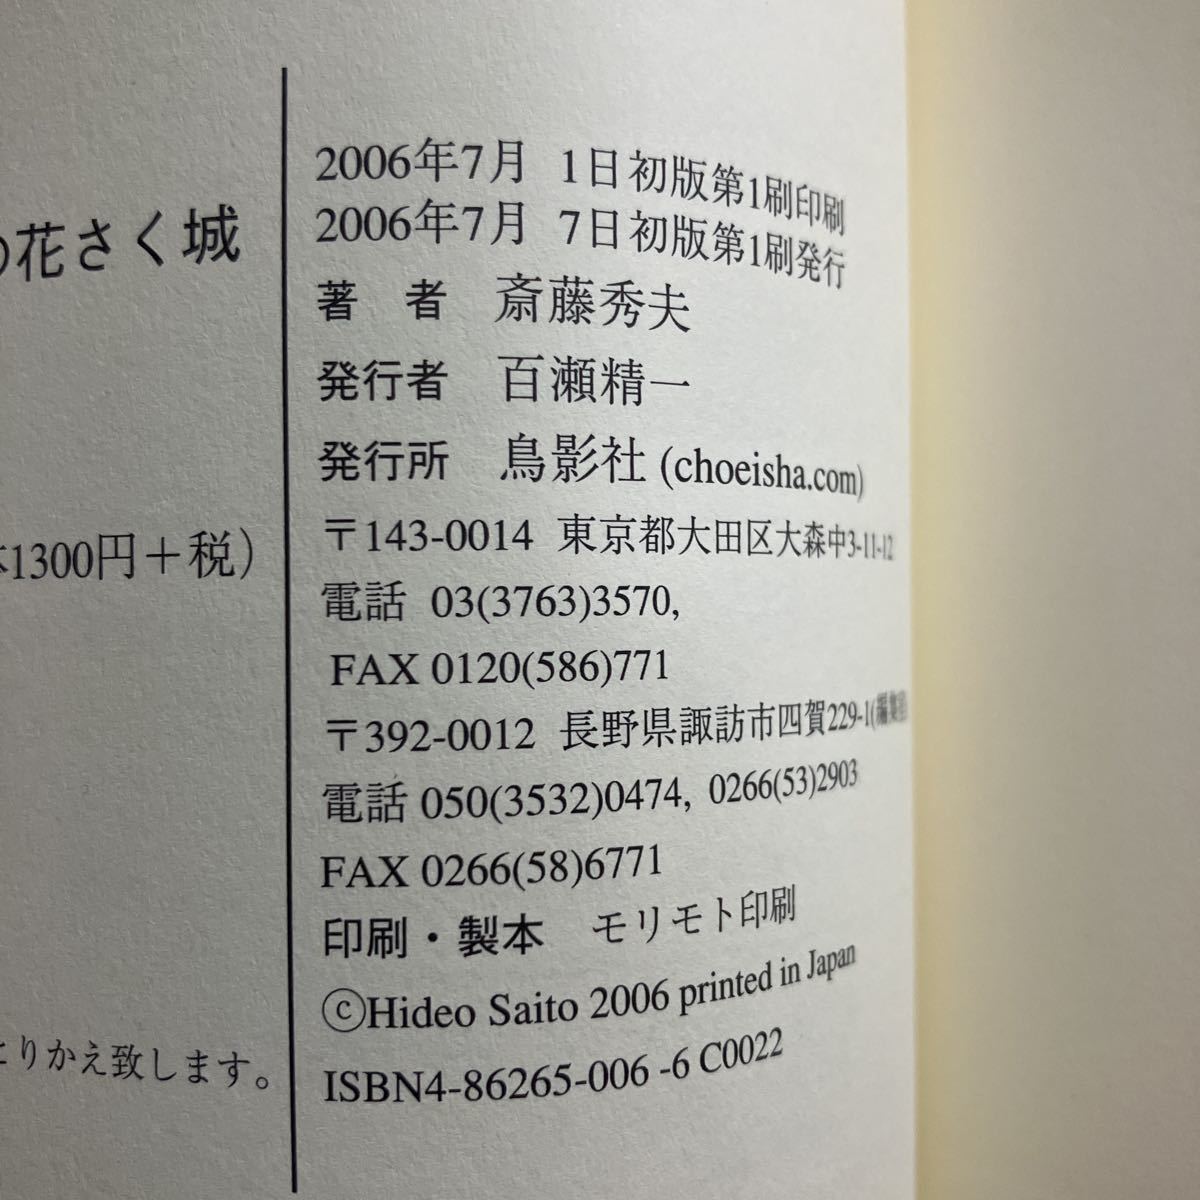 2006年7月 1日初版第1刷印刷
2006年7月 7日初版第1刷発行
著 者 斎藤秀夫
発行者 百瀬精一
発行所 鳥影社 (choeisha.com)
〒143-0014 東京都大田区大森中3-11-12
電話 03(3763)3570,
FAX 0120(586)771
〒392-0012 長野県諏訪市四賀229-1(編集室
電話 050(3532)0474, 0266(53)2903
FAX 0266(58)6771
印刷・製本 モリモト印刷
©Hideo Saito 2006 printed in Japan
ISBN4-86265-006 -6 C0022
の花さく城
本1300円＋税）
とりかえ致します。